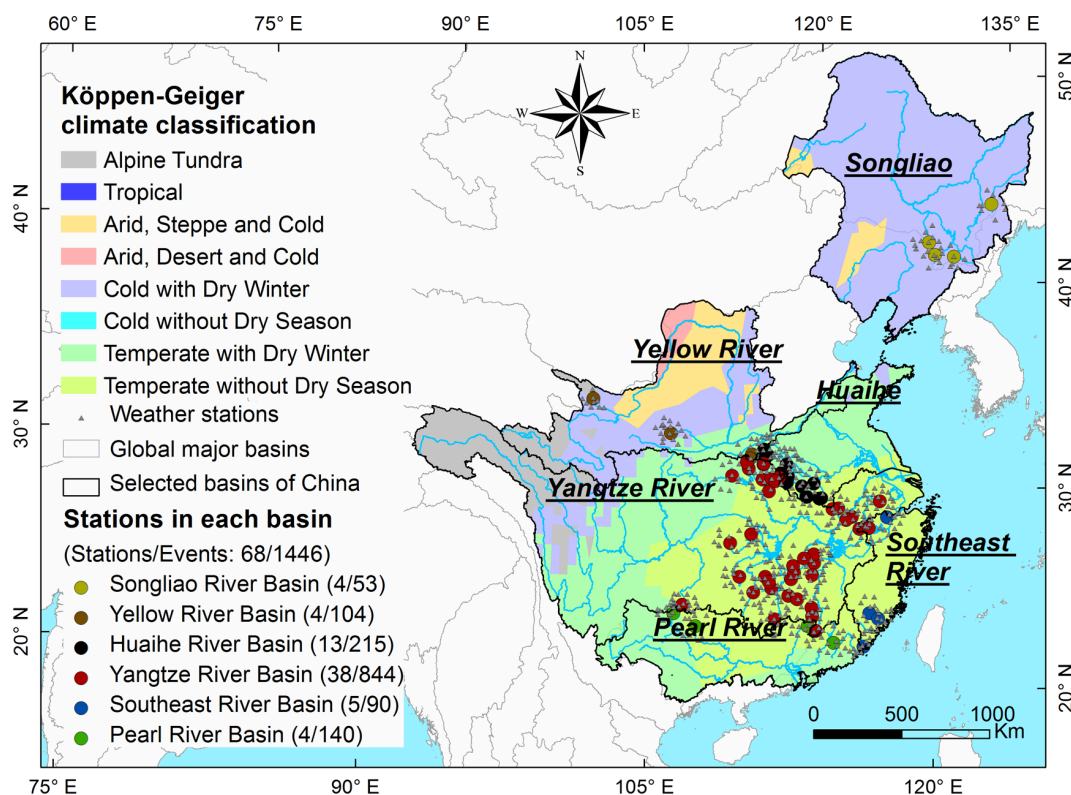 60° E 75° E 90° E 105° E 120° E 135° E
50° N
40° N
30° N
20° N
40° N
30° N
20° N
75° E 90° E 105° E 120° E
N
W E
S
Köppen-Geiger
climate classification
Alpine Tundra
Tropical
Arid, Steppe and Cold
Arid, Desert and Cold
Cold with Dry Winter
Cold without Dry Season
Temperate with Dry Winter
Temperate without Dry Season
Weather stations
Global major basins
Selected basins of China
Stations in each basin
(Stations/Events: 68/1446)
Songliao River Basin (4/53)
Yellow River Basin (4/104)
Huaihe River Basin (13/215)
Yangtze River Basin (38/844)
Southeast River Basin (5/90)
Pearl River Basin (4/140)
Songliao
Yellow River
Huaihe
Yangtze River
Southeast
River
Pearl River
0 500 1000
Km